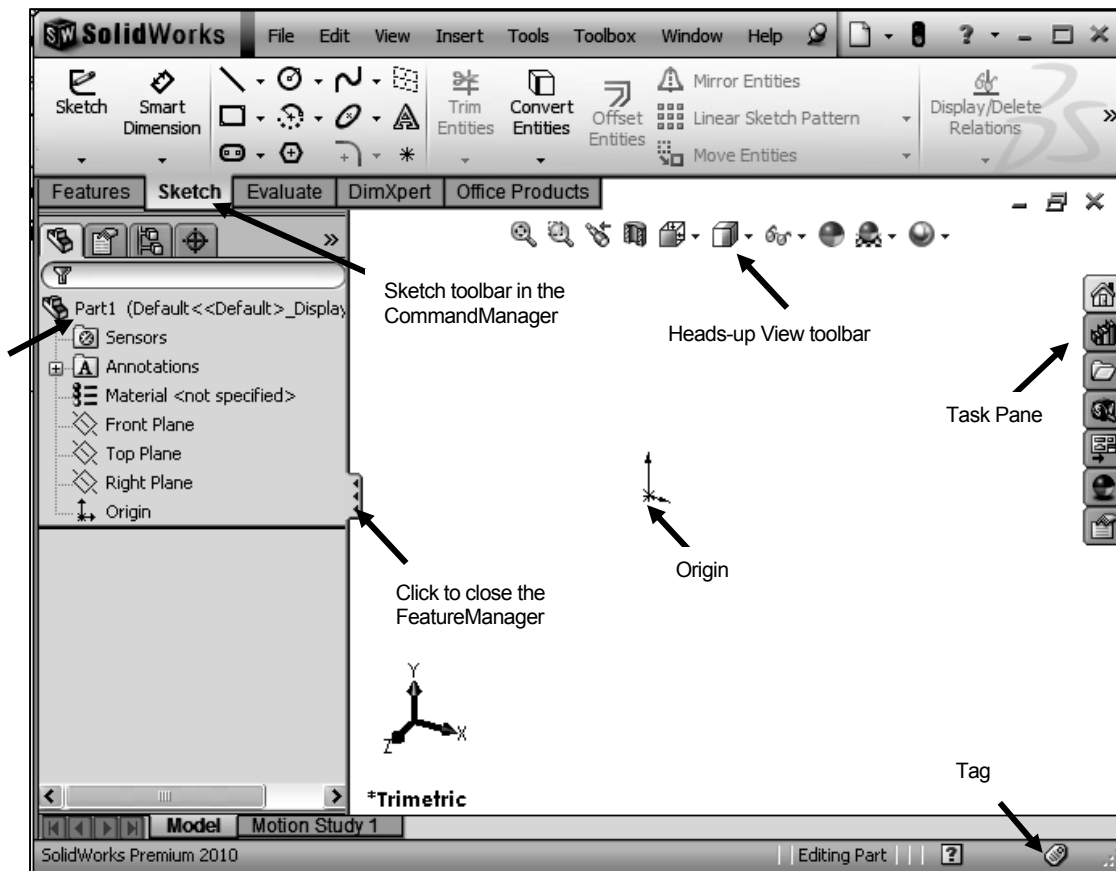 SW SolidWorks File Edit View Insert Tools Toolbox Window Help ?
Sketch Smart Dimension Trim Entities Convert Entities Offset Entities Mirror Entities Display/Delete Relations
Linear Sketch Pattern
Move Entities
Features Sketch Evaluate DimXpert Office Products
Part1 (Default<<Default>_Display
Sensors
A Annotations
Material <not specified>
Front Plane
Top Plane
Right Plane
Origin
Sketch toolbar in the
CommandManager
Heads-up View toolbar
Task Pane
Origin
Click to close the
FeatureManager
Y
X
Z
*Trimetric
Tag
Model Motion Study 1
SolidWorks Premium 2010 Editing Part ?